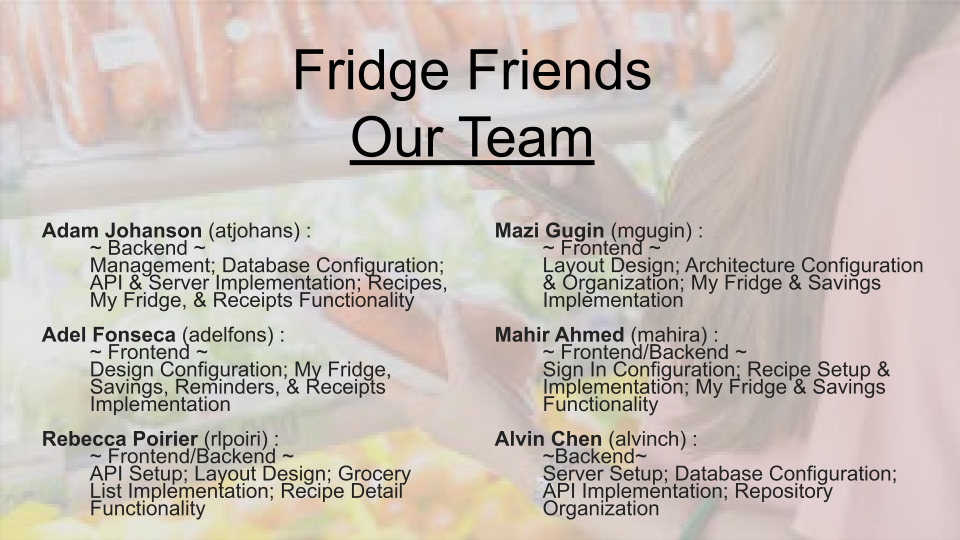 Fridge Friends
Our Team
Adam Johanson (atjohans) :
~ Backend ~
Management; Database Configuration;
API & Server Implementation; Recipes,
My Fridge, & Receipts Functionality
Adel Fonseca (adelfons) :
~ Frontend ~
Design Configuration; My Fridge,
Savings, Reminders, & Receipts
Implementation
Rebecca Poirier (rlpoiri) :
~ Frontend/Backend ~
API Setup; Layout Design; Grocery
List Implementation; Recipe Detail
Functionality
Mazi Gugin (mgugin) :
~ Frontend ~
Layout Design; Architecture Configuration
& Organization; My Fridge & Savings
Implementation
Mahir Ahmed (mahira) :
~ Frontend/Backend ~
Sign In Configuration; Recipe Setup &
Implementation; My Fridge & Savings
Functionality
Alvin Chen (alvinch) :
~Backend~
Server Setup; Database Configuration;
API Implementation; Repository
Organization